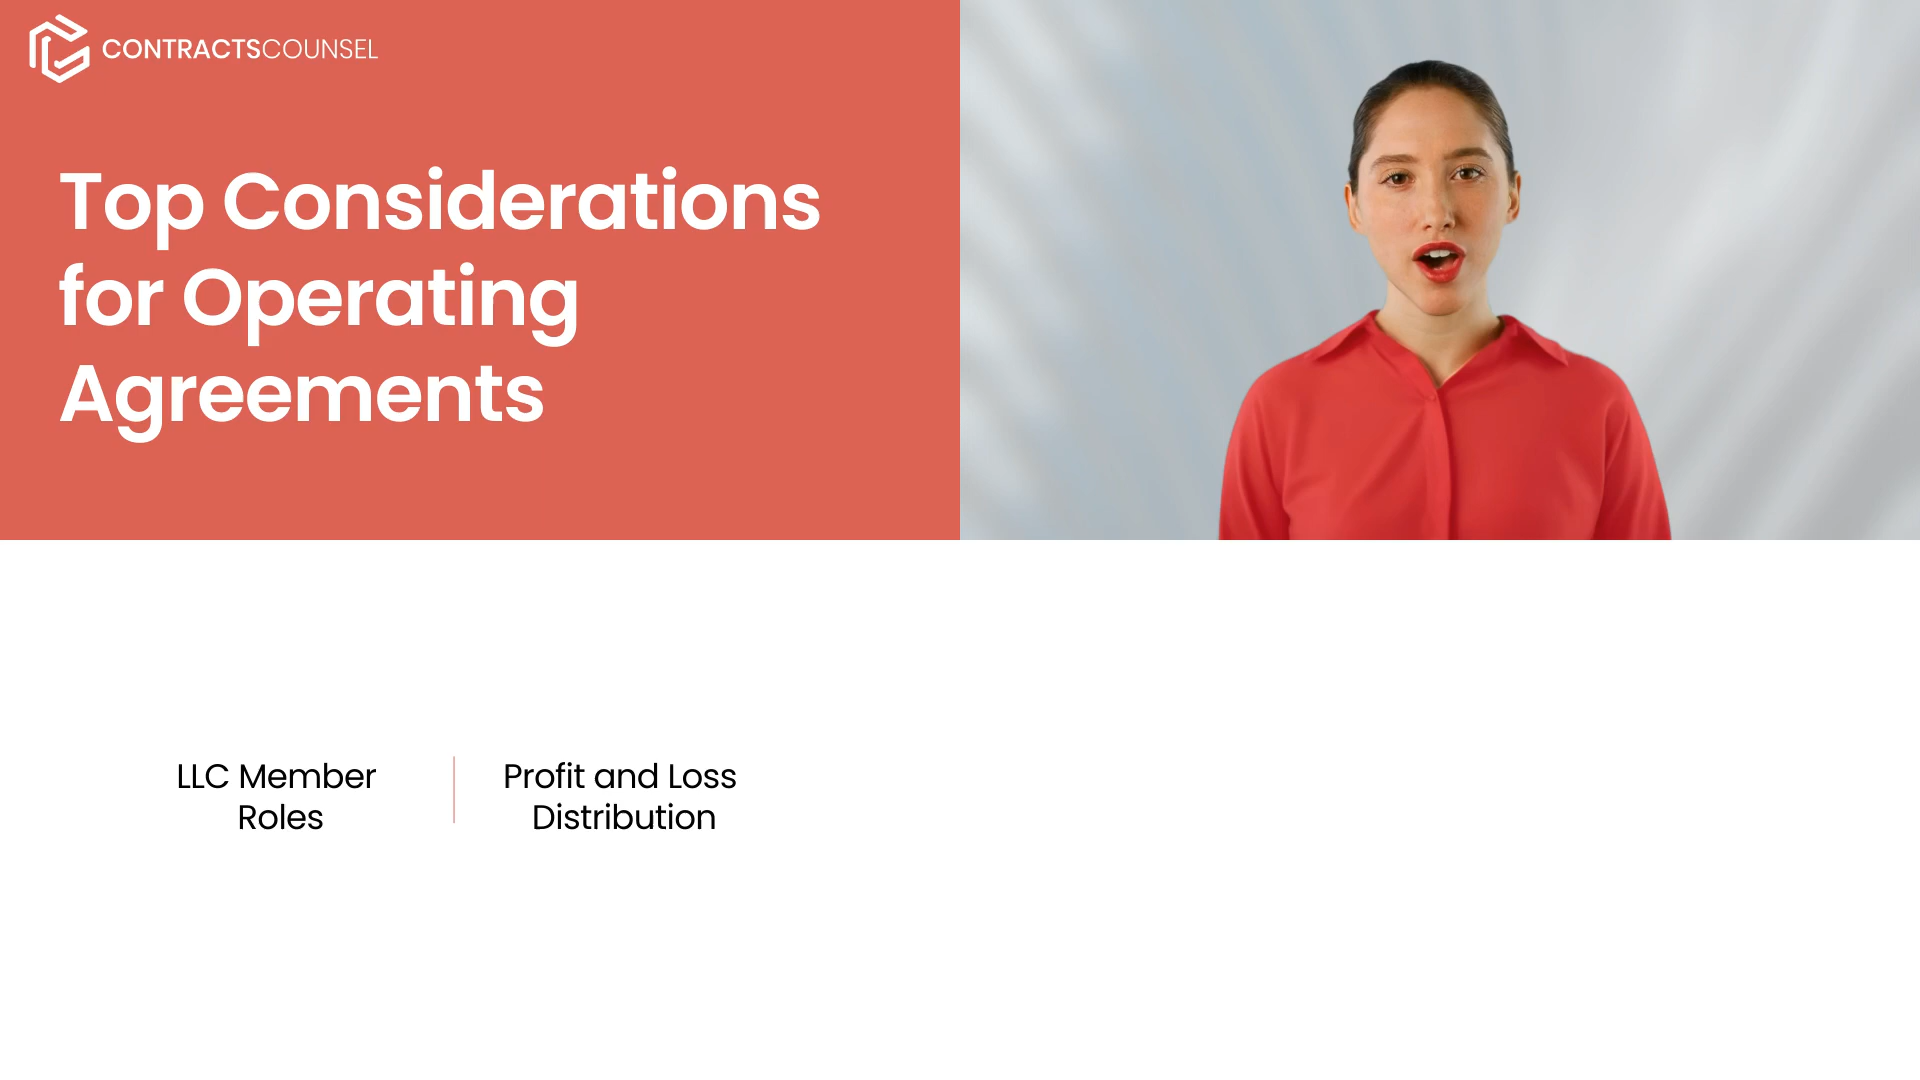 CONTRACTSCOUNSEL
Top Considerations
for Operating
Agreements
LLC Member
Roles
Profit and Loss
Distribution